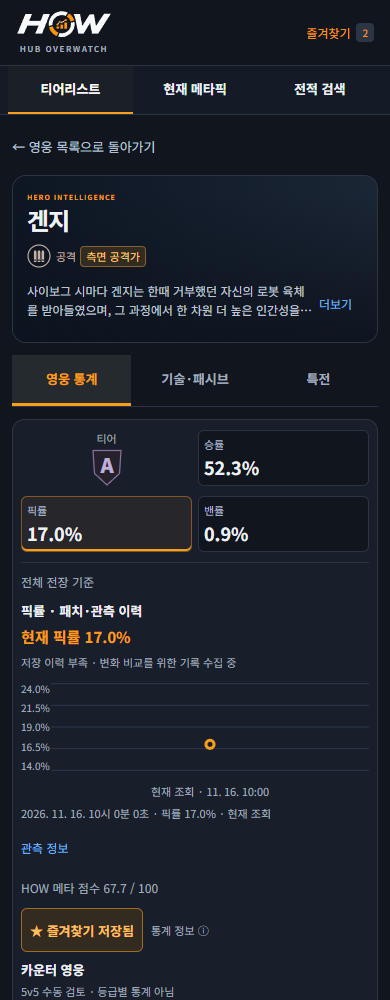 HOW
HUB OVERWATCH
즐겨찾기 2
티어리스트 현재 메타픽 전적 검색
← 영웅 목록으로 돌아가기
HERO INTELLIGENCE
겐지
공격 측면 공격가
사이보그 시마다 겐지는 한때 거부했던 자신의 로봇 육체
를 받아들였으며, 그 과정에서 한 차원 더 높은 인간성을… 더보기
영웅 통계 기술·패시브 특전
티어
A
승률
52.3%
픽률
17.0%
밴률
0.9%
전체 전장 기준
픽률 · 패치·관측 이력
현재 픽률 17.0%
저장 이력 부족 · 변화 비교를 위한 기록 수집 중
24.0%
21.5%
19.0%
16.5%
14.0%
현재 조회 · 11. 16. 10:00
2026. 11. 16. 10시 0분 0초 · 픽률 17.0% · 현재 조회
관측 정보
HOW 메타 점수 67.7 / 100
★ 즐겨찾기 저장됨 통계 정보 ⓘ
카운터 영웅
5v5 수동 검토 · 등급별 통계 아님